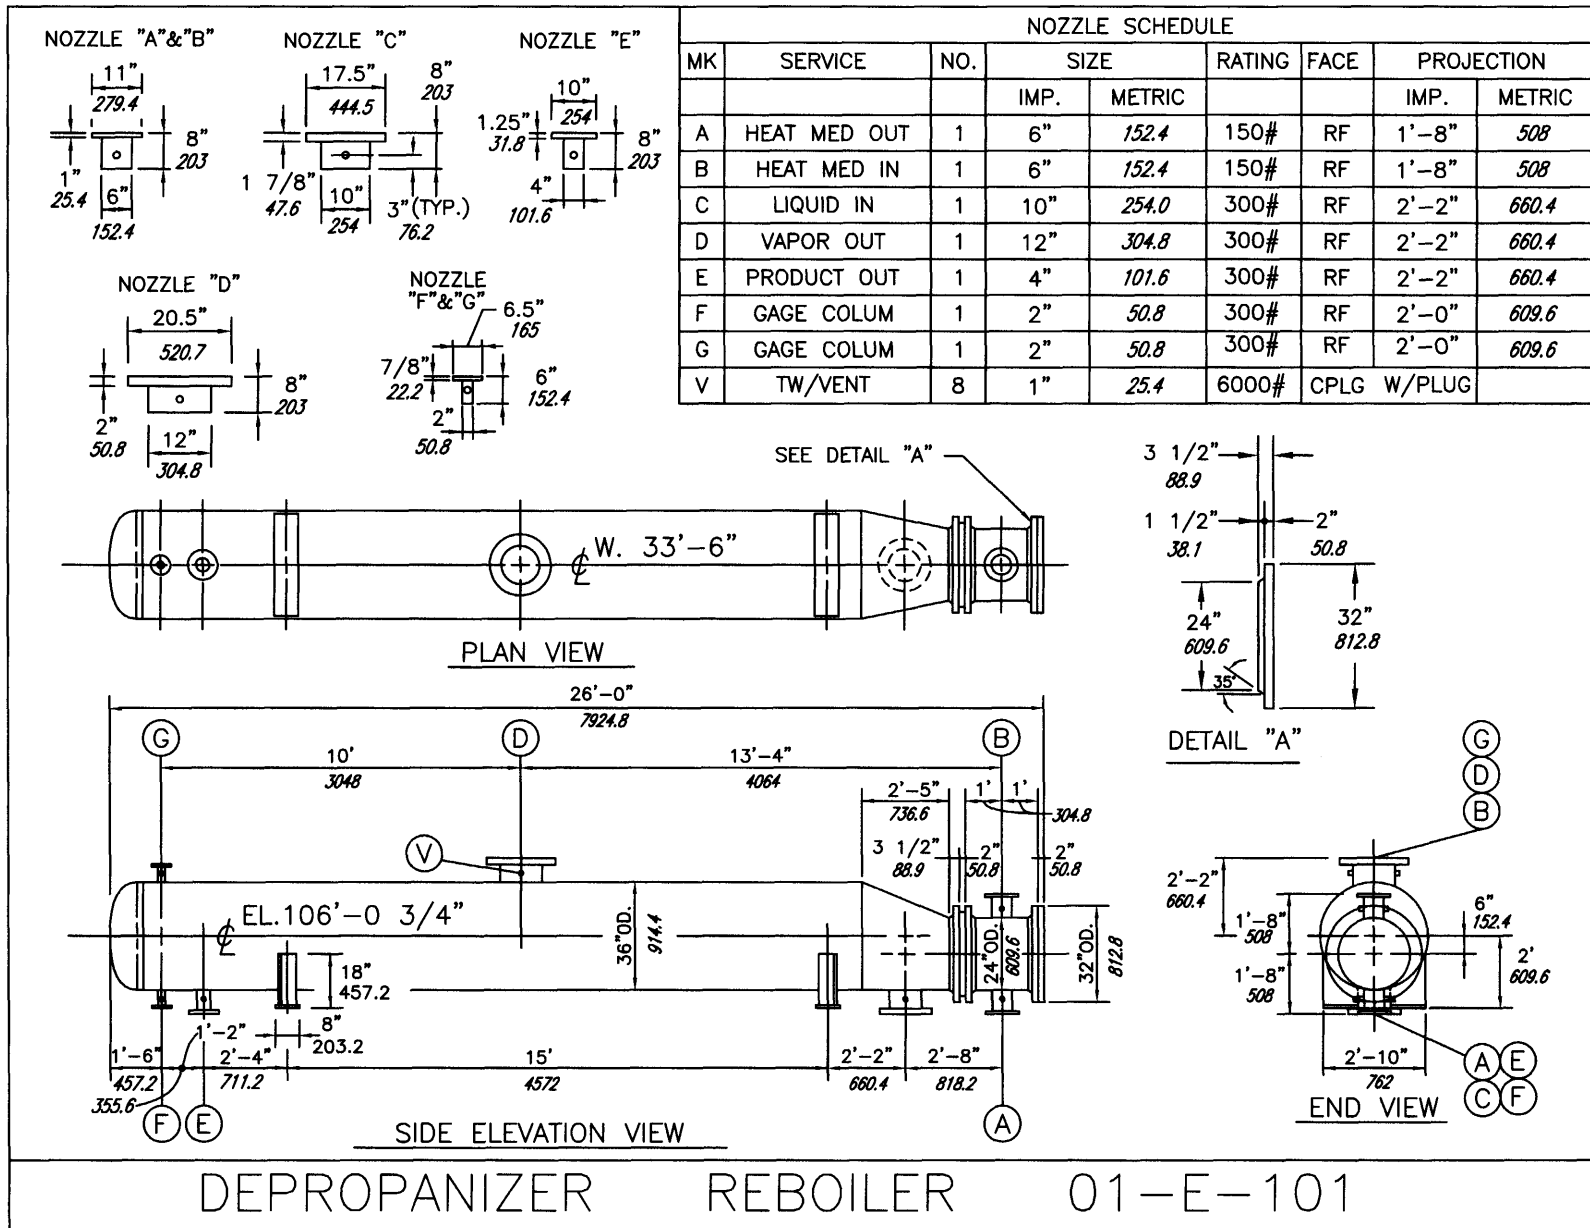 NOZZLE "A"&"B"
11"
279.4
1"
25.4
8"
203
6"
152.4
NOZZLE "C"
17.5"
444.5
8"
203
1 7/8"
47.6
10"
254
3"(TYP.)
76.2
NOZZLE "E"
10"
254
1.25"
31.8
8"
203
4"
101.6
NOZZLE "D"
20.5"
520.7
8"
203
2"
50.8
12"
304.8
NOZZLE
"F"&"G"
6.5"
165
7/8"
22.2
6"
152.4
2"
50.8
NOZZLE SCHEDULE
MK SERVICE NO. SIZE RATING FACE PROJECTION
IMP. METRIC IMP. METRIC
A HEAT MED OUT 1 6" 152.4 150# RF 1'-8" 508
B HEAT MED IN 1 6" 152.4 150# RF 1'-8" 508
C LIQUID IN 1 10" 254.0 300# RF 2'-2" 660.4
D VAPOR OUT 1 12" 304.8 300# RF 2'-2" 660.4
E PRODUCT OUT 1 4" 101.6 300# RF 2'-2" 660.4
F GAGE COLUM 1 2" 50.8 300# RF 2'-0" 609.6
G GAGE COLUM 1 2" 50.8 300# RF 2'-0" 609.6
V TW/VENT 8 1" 25.4 6000# CPLG W/PLUG
SEE DETAIL "A"
℄ W. 33'-6"
PLAN VIEW
3 1/2"
88.9
1 1/2"
38.1
2"
50.8
24"
609.6
32"
812.8
35°
DETAIL "A"
26'-0"
7924.8
G D B
10'
3048
13'-4"
4064
2'-5"
736.6
1' 1'
304.8
3 1/2"
88.9
2"
50.8
2"
50.8
V
℄ EL.106'-0 3/4"
36"OD.
914.4
24"OD.
609.6
32"OD.
812.8
18"
457.2
8"
203.2
1'-6"
457.2
1'-2"
355.6
2'-4"
711.2
15'
4572
2'-2"
660.4
2'-8"
818.2
F E A
SIDE ELEVATION VIEW
G
D
B
2'-2"
660.4
1'-8"
508
1'-8"
508
6"
152.4
2'
609.6
2'-10"
762
A E
C F
END VIEW
DEPROPANIZER REBOILER 01-E-101